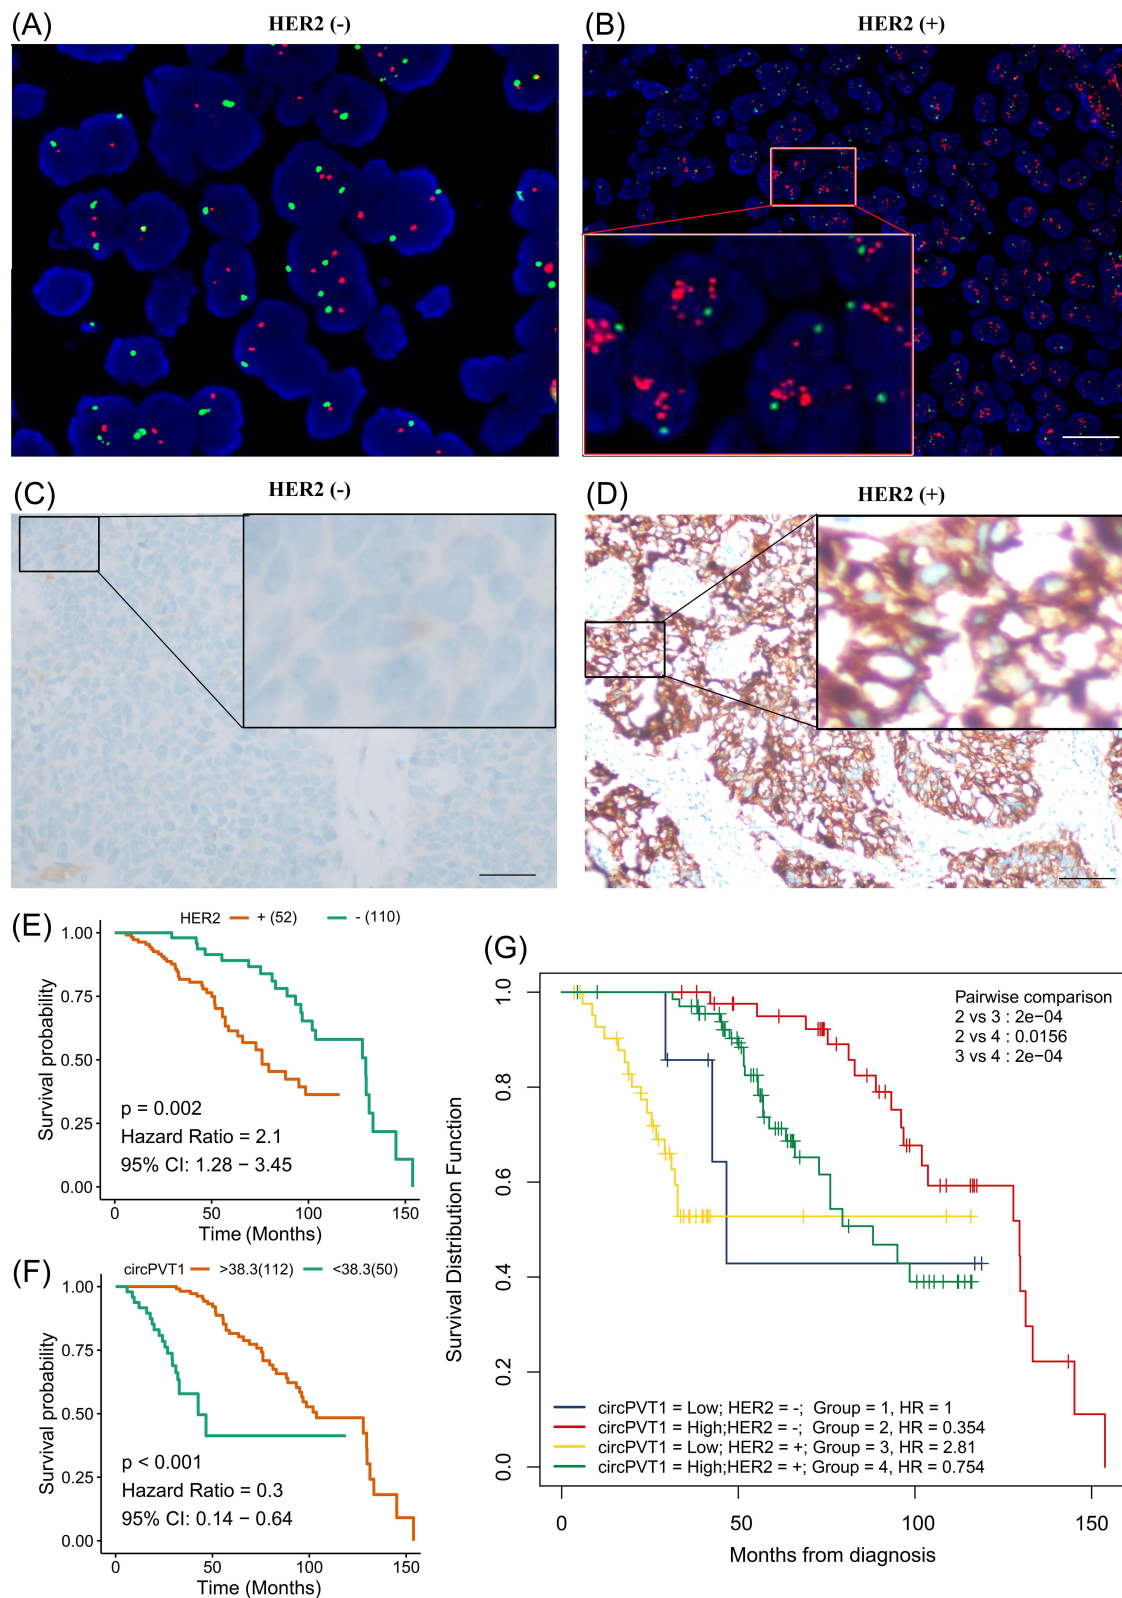 (A)
HER2 (-)
(B)
HER2 (+)
(C)
HER2 (-)
(D)
HER2 (+)
(E)
HER2 + (52) - (110)
Survival probability
1.00
0.75
0.50
0.25
0.00
p = 0.002
Hazard Ratio = 2.1
95% CI: 1.28 − 3.45
0 50 100 150
Time (Months)
(F)
circPVT1 >38.3(112) <38.3(50)
Survival probability
1.00
0.75
0.50
0.25
0.00
p < 0.001
Hazard Ratio = 0.3
95% CI: 0.14 − 0.64
0 50 100 150
Time (Months)
(G)
Survival Distribution Function
1.0
0.8
0.6
0.4
0.2
0.0
Pairwise comparison
2 vs 3 : 2e−04
2 vs 4 : 0.0156
3 vs 4 : 2e−04
circPVT1 = Low; HER2 = -; Group = 1, HR = 1
circPVT1 = High;HER2 = -; Group = 2, HR = 0.354
circPVT1 = Low; HER2 = +; Group = 3, HR = 2.81
circPVT1 = High;HER2 = +; Group = 4, HR = 0.754
0 50 100 150
Months from diagnosis